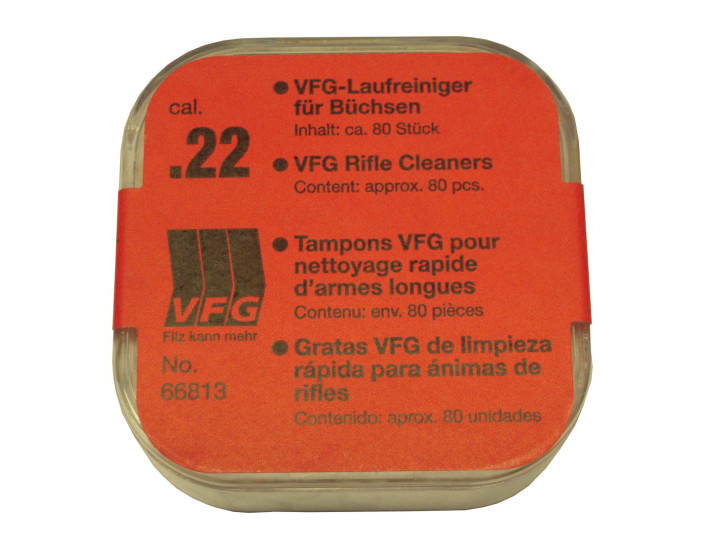 cal.
.22
VFG
Filz kann mehr
No.
66813
● VFG-Laufreiniger
für Büchsen
Inhalt: ca. 80 Stück
● VFG Rifle Cleaners
Content: approx. 80 pcs.
● Tampons VFG pour
nettoyage rapide
d'armes longues
Contenu: env. 80 pièces
● Gratas VFG de limpieza
rápida para ánimas de
rifles
Contenido: aprox. 80 unidades